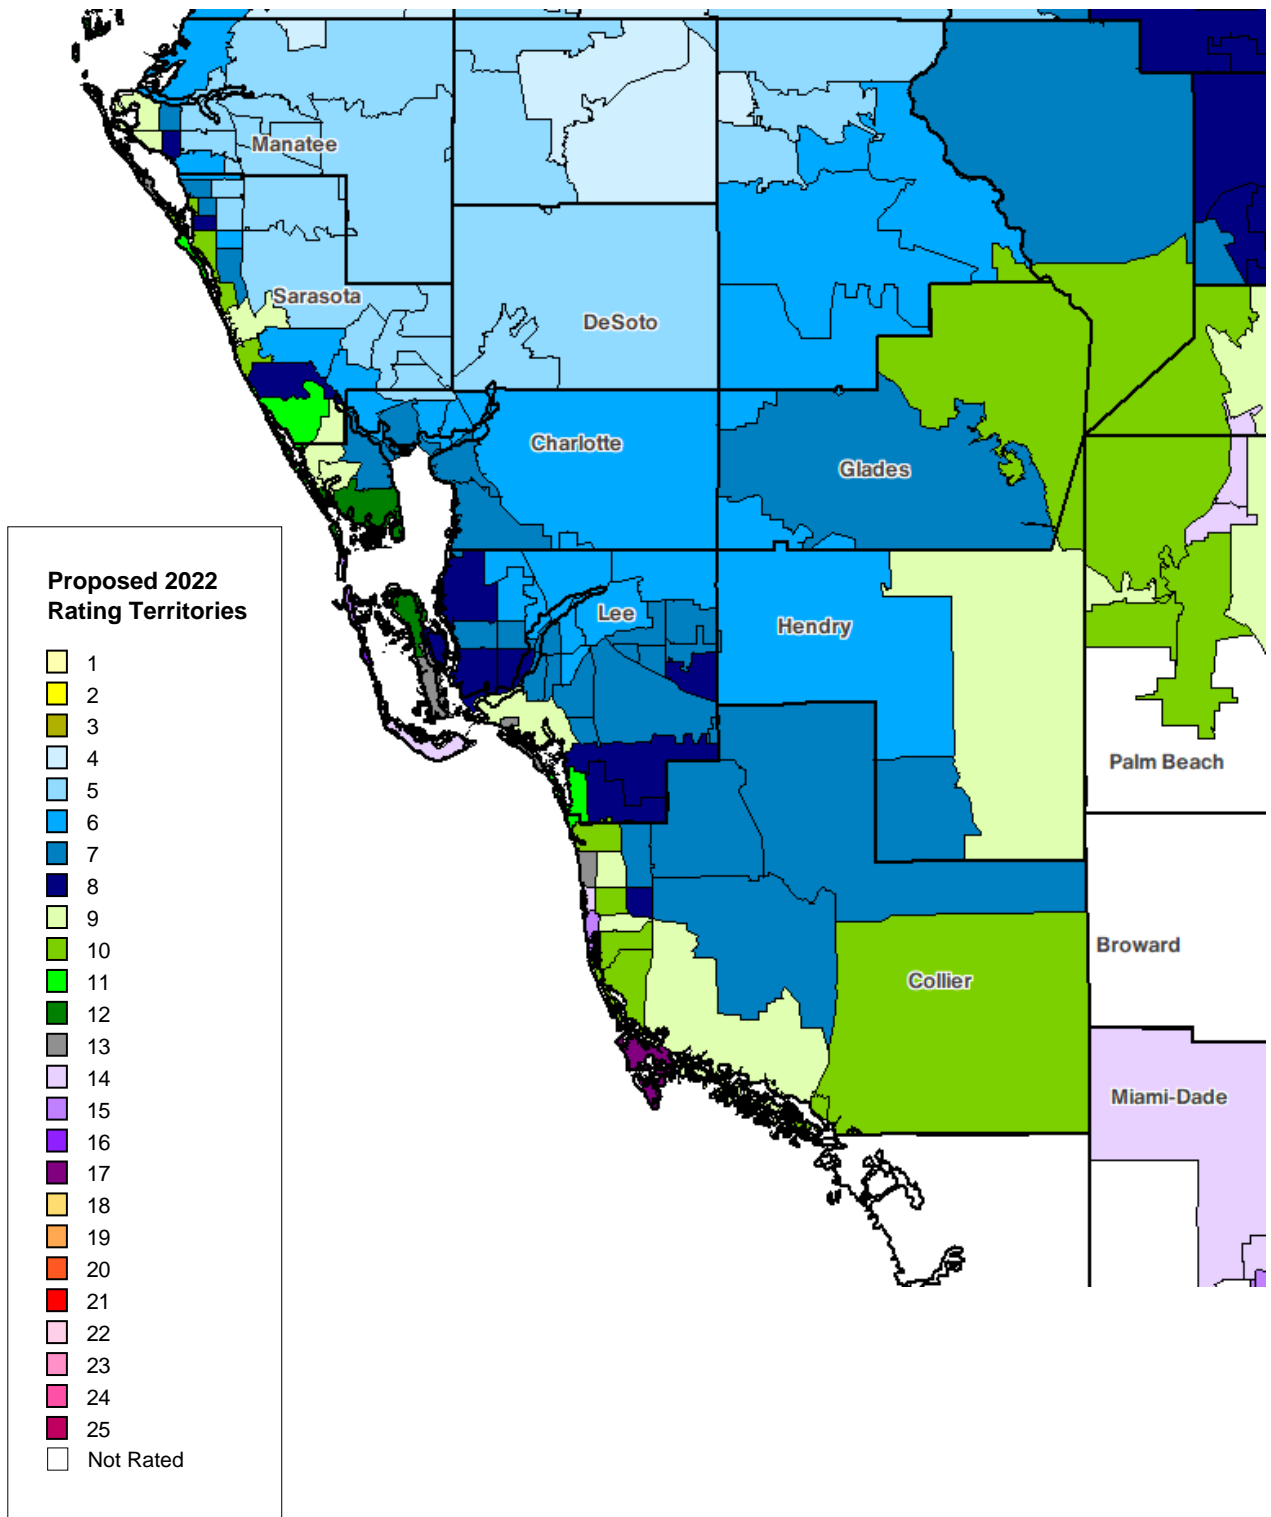 Manatee
Sarasota
DeSoto
Charlotte
Glades
Lee
Hendry
Palm Beach
Broward
Collier
Miami-Dade
Proposed 2022
Rating Territories
1
2
3
4
5
6
7
8
9
10
11
12
13
14
15
16
17
18
19
20
21
22
23
24
25
Not Rated